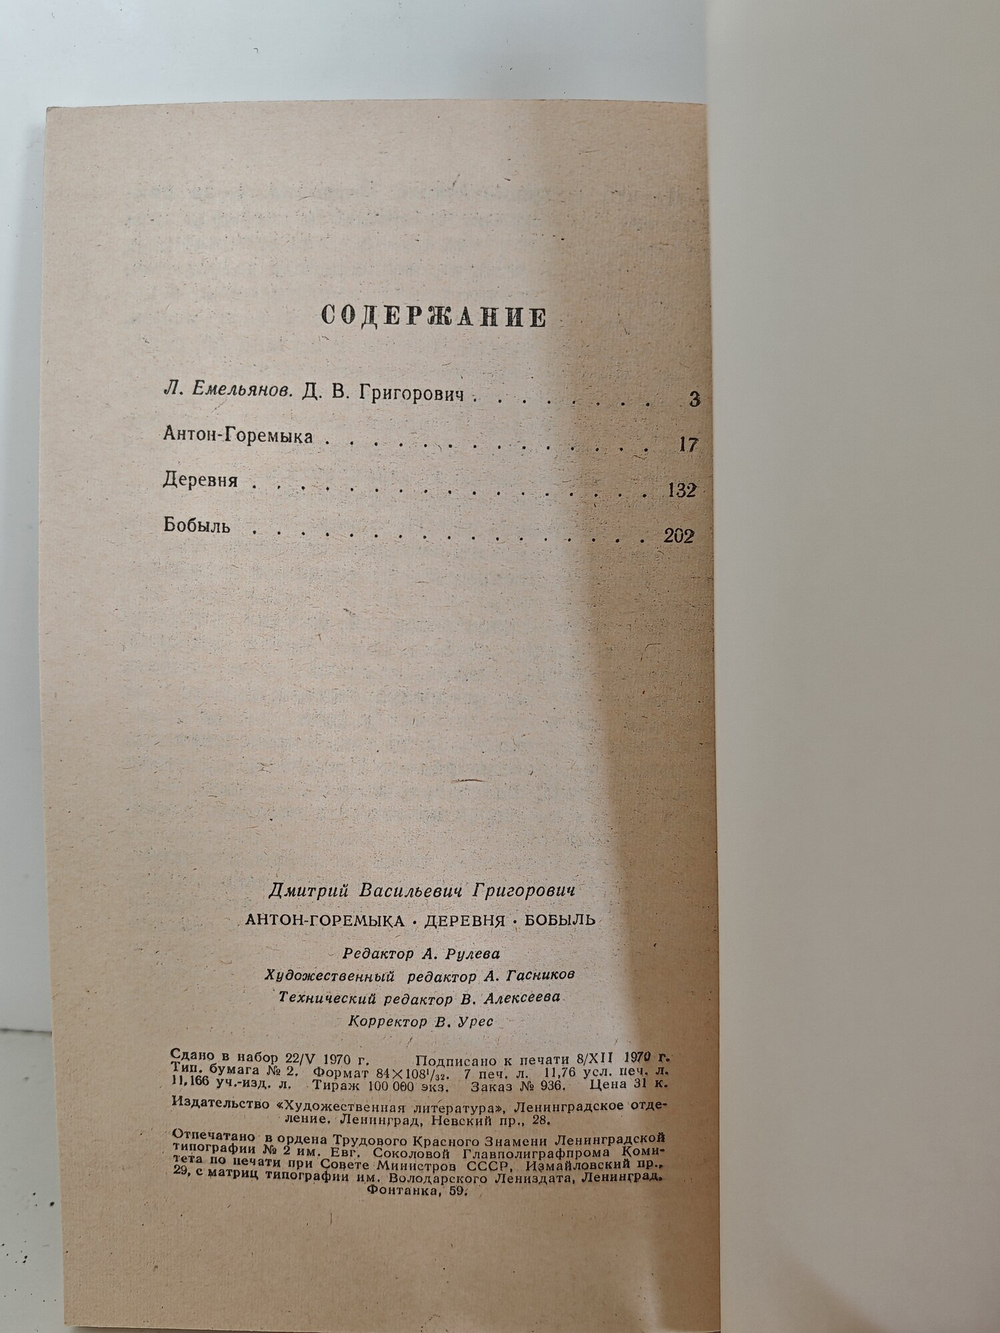 СОДЕРЖАНИЕ
Л. Емельянов. Д. В. Григорович . . . . . . . . 3
Антон-Горемыка . . . . . . . . . . . . . . 17
Деревня . . . . . . . . . . . . . . . . . 132
Бобыль . . . . . . . . . . . . . . . . . 202
Дмитрий Васильевич Григорович
АНТОН-ГОРЕМЫКА · ДЕРЕВНЯ · БОБЫЛЬ
Редактор А. Рулева
Художественный редактор А. Гасников
Технический редактор В. Алексеева
Корректор В. Урес
Сдано в набор 22/V 1970 г. Подписано к печати 8/XII 1970 г.
Тип. бумага № 2. Формат 84×108¹/₃₂. 7 печ. л. 11,76 усл. печ. л.
11,166 уч.-изд. л. Тираж 100 000 экз. Заказ № 936. Цена 31 к.
Издательство «Художественная литература», Ленинградское отде-
ление. Ленинград, Невский пр., 28.
Отпечатано в ордена Трудового Красного Знамени Ленинградской
типографии № 2 им. Евг. Соколовой Главполиграфпрома Коми-
тета по печати при Совете Министров СССР, Измайловский пр.,
29, с матриц типографии им. Володарского Лениздата, Ленинград,
Фонтанка, 59.